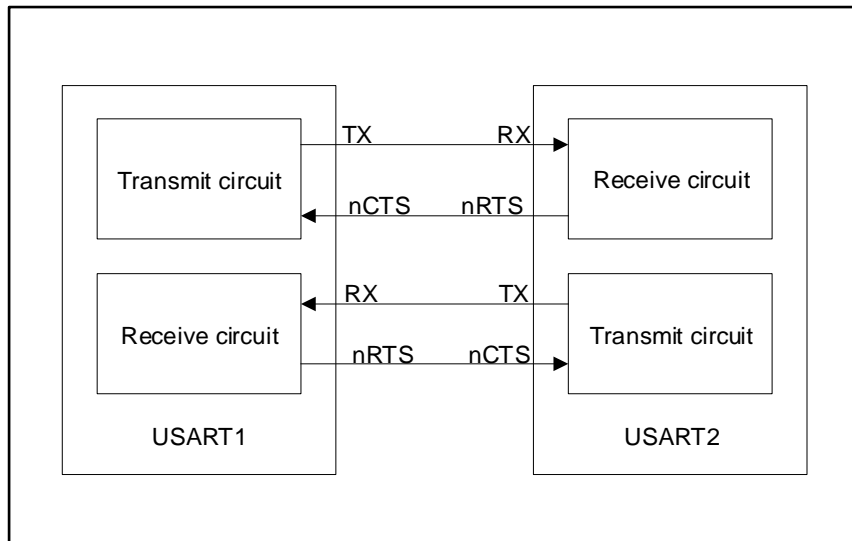 TX RX
Transmit circuit Receive circuit
nCTS nRTS
RX TX
Receive circuit Transmit circuit
nRTS nCTS
USART1 USART2